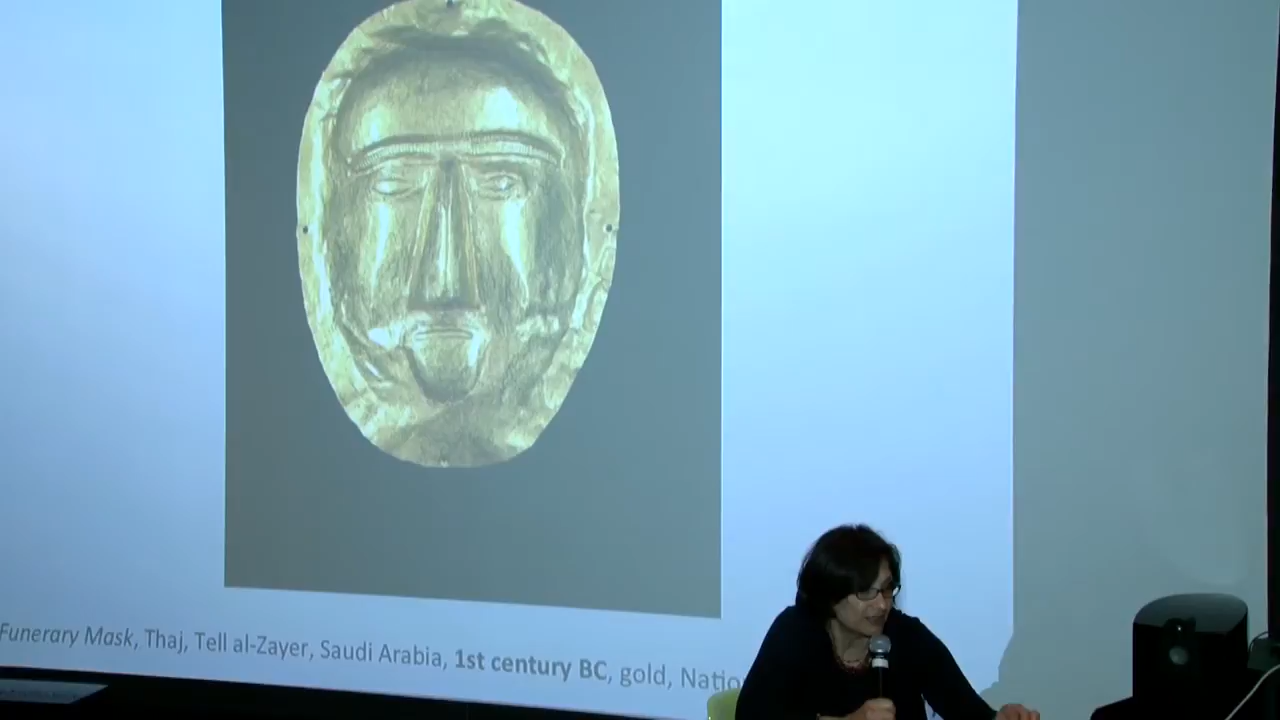 Funerary Mask, Thaj, Tell al-Zayer, Saudi Arabia, 1st century BC, gold,